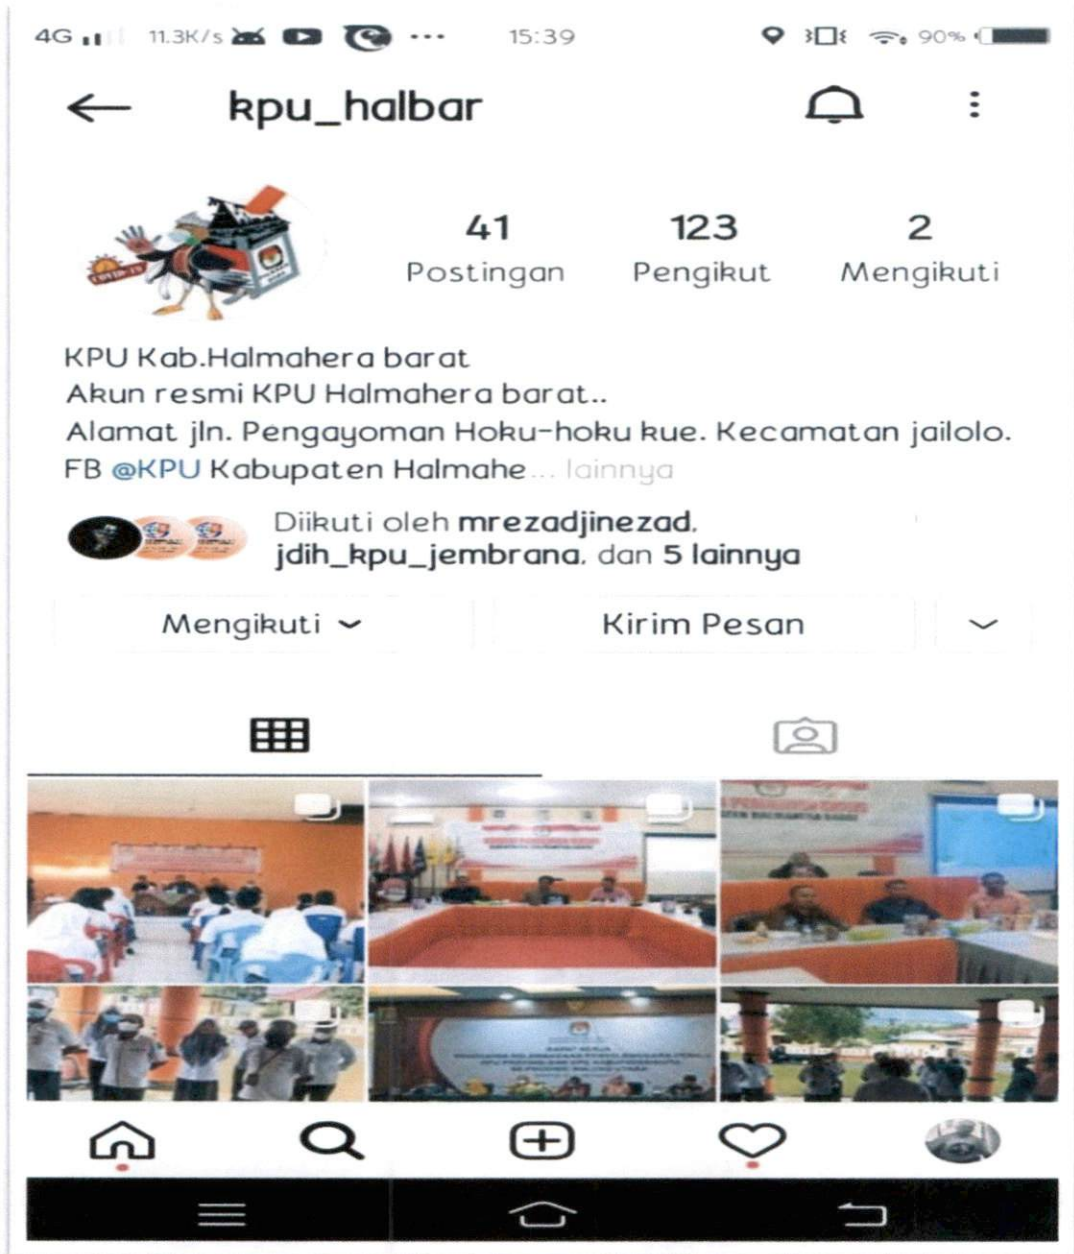 4G 11.3K/s ... 15:39 90%
kpu_halbar
41 123 2
Postingan Pengikut Mengikuti
COVID-19
KPU Kab.Halmahera barat
Akun resmi KPU Halmahera barat..
Alamat jln. Pengayoman Hoku-hoku kue. Kecamatan jailolo.
FB @KPU Kabupaten Halmahe... lainnya
Diikuti oleh mrezadjinezad,
jdih_kpu_jembrana, dan 5 lainnya
Mengikuti Kirim Pesan